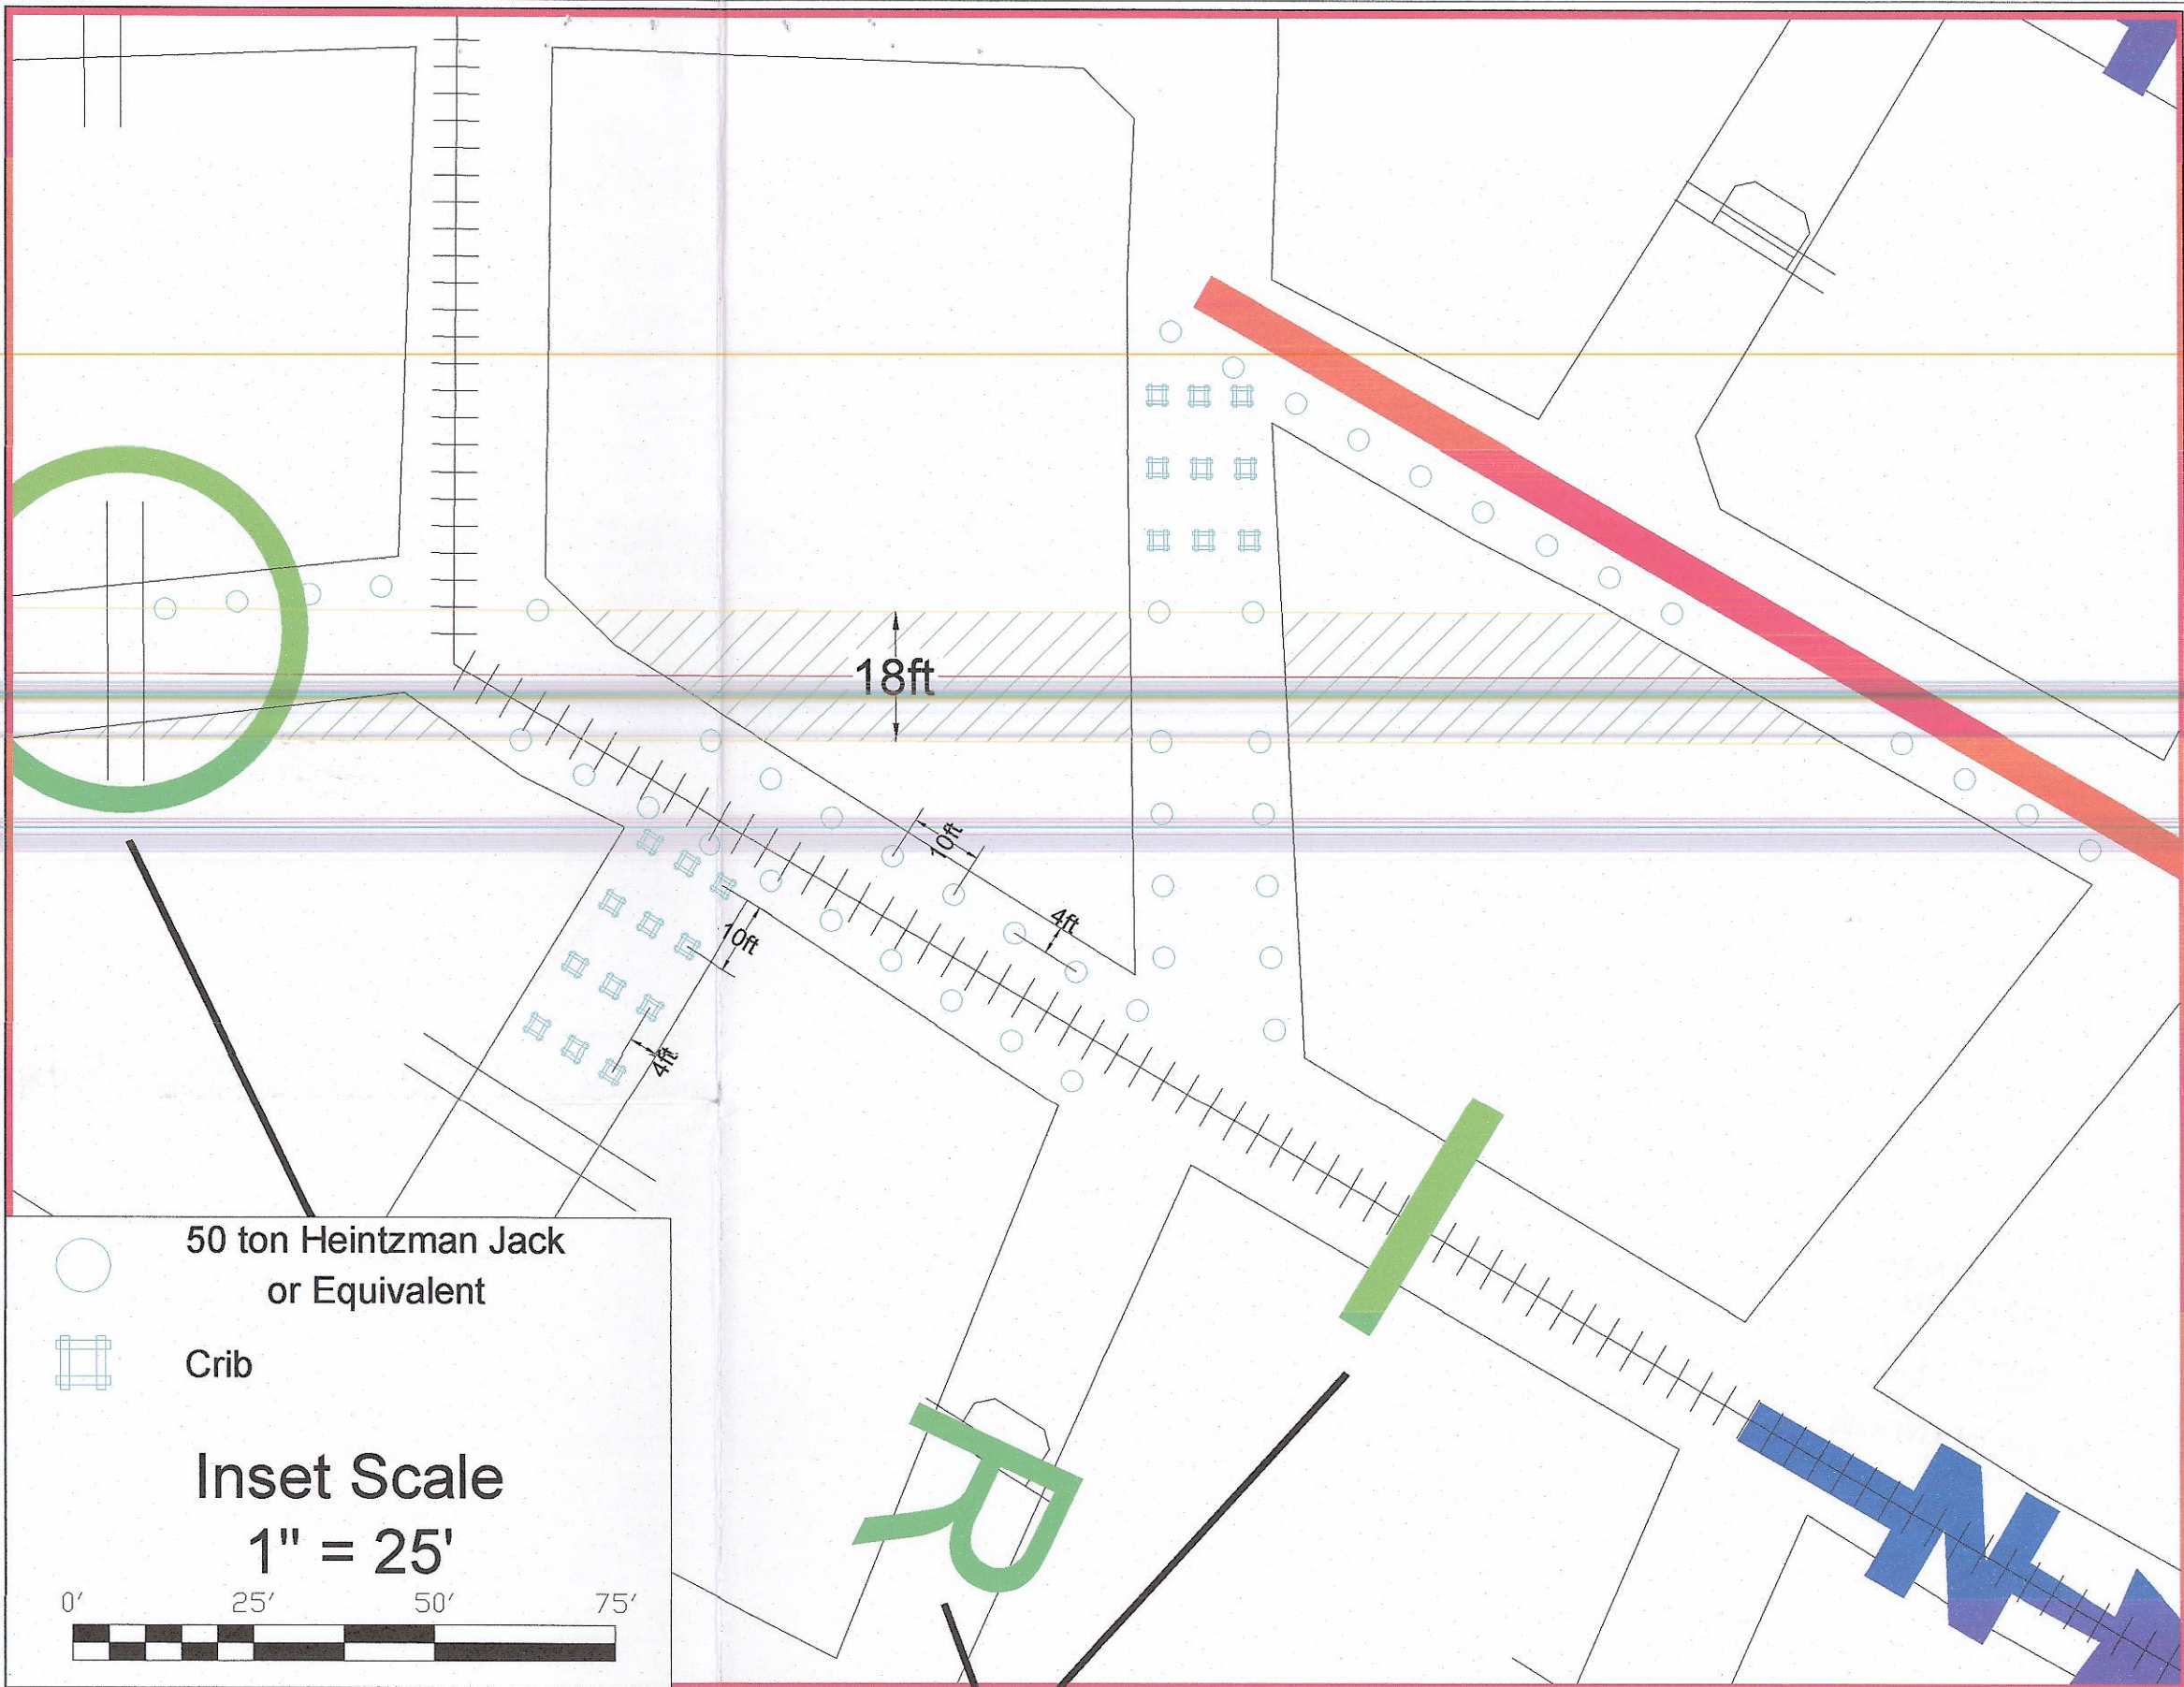 18ft
10ft
4ft
10ft
4ft
50 ton Heintzman Jack
or Equivalent
Crib
Inset Scale
1" = 25'
0' 25' 50' 75'
R
N